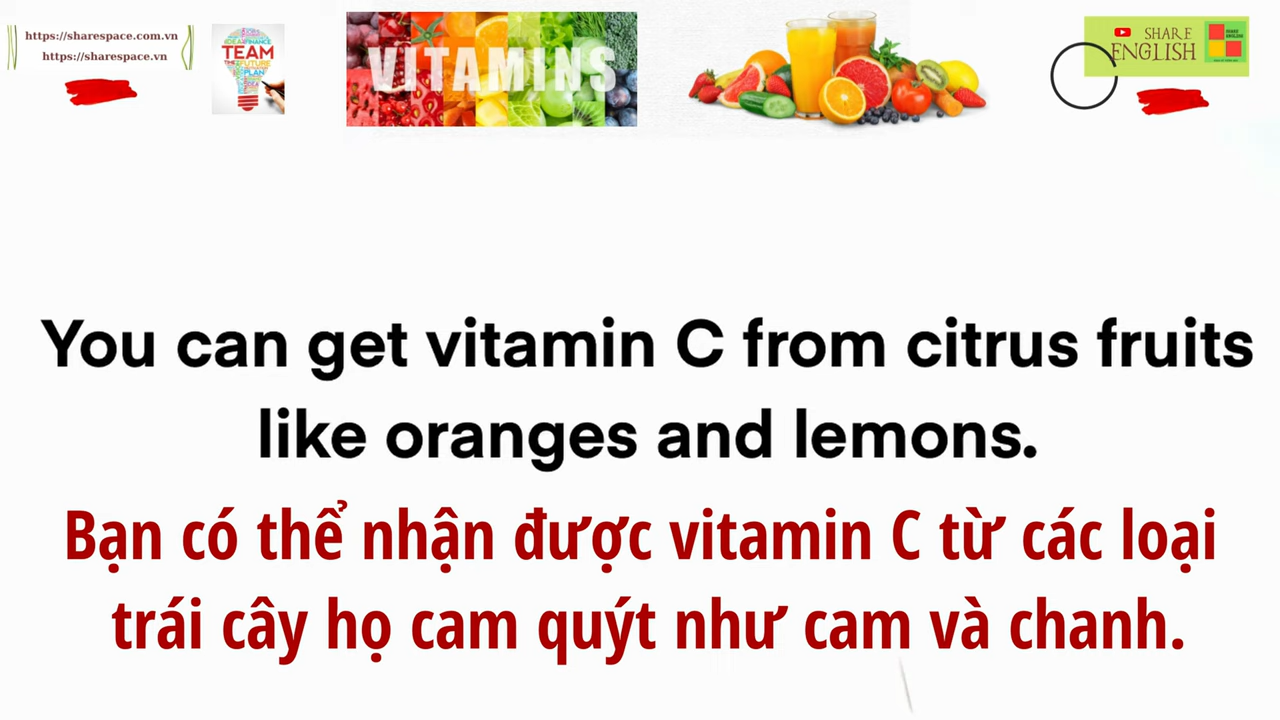 https://sharespace.com.vn
https://sharespace.vn
TEAM
PLAN
VITAMINS
SHARE
ENGLISH
You can get vitamin C from citrus fruits
like oranges and lemons.
Bạn có thể nhận được vitamin C từ các loại
trái cây họ cam quýt như cam và chanh.